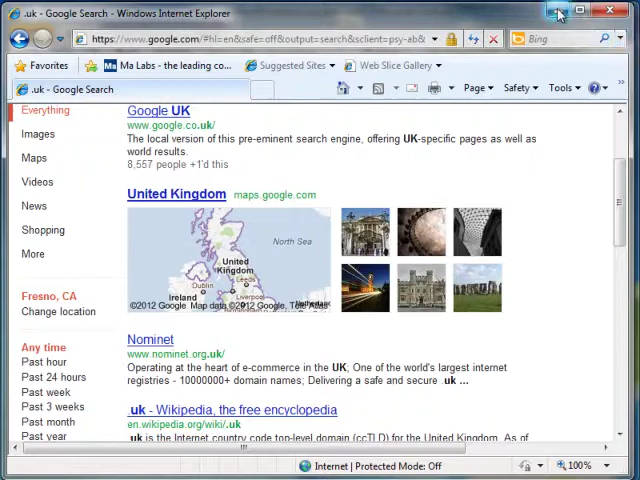 .uk - Google Search - Windows Internet Explorer
https://www.google.com/#hl=en&safe=off&output=search&sclient=psy-ab&
Bing
Favorites
Ma Labs - the leading co...
Suggested Sites
Web Slice Gallery
.uk - Google Search
Page
Safety
Tools
Everything
Images
Maps
Videos
News
Shopping
More
Fresno, CA
Change location
Any time
Past hour
Past 24 hours
Past week
Past 3 weeks
Past month
Past year
Google UK
www.google.co.uk/
The local version of this pre-eminent search engine, offering UK-specific pages as well as
world results.
8,557 people +1'd this
United Kingdom maps.google.com
North Sea
United
Kingdom
Leeds
Dublin
Ireland
Liverpool
©2012 Google Map data ©2012 Google, Tele Atlas
Nominet
www.nominet.org.uk/
Operating at the heart of e-commerce in the UK; One of the world's largest internet
registries - 10000000+ domain names; Delivering a safe and secure .uk ...
.uk - Wikipedia, the free encyclopedia
en.wikipedia.org/wiki/.uk
.uk is the Internet country code top-level domain (ccTLD) for the United Kingdom. As of
Internet | Protected Mode: Off
100%